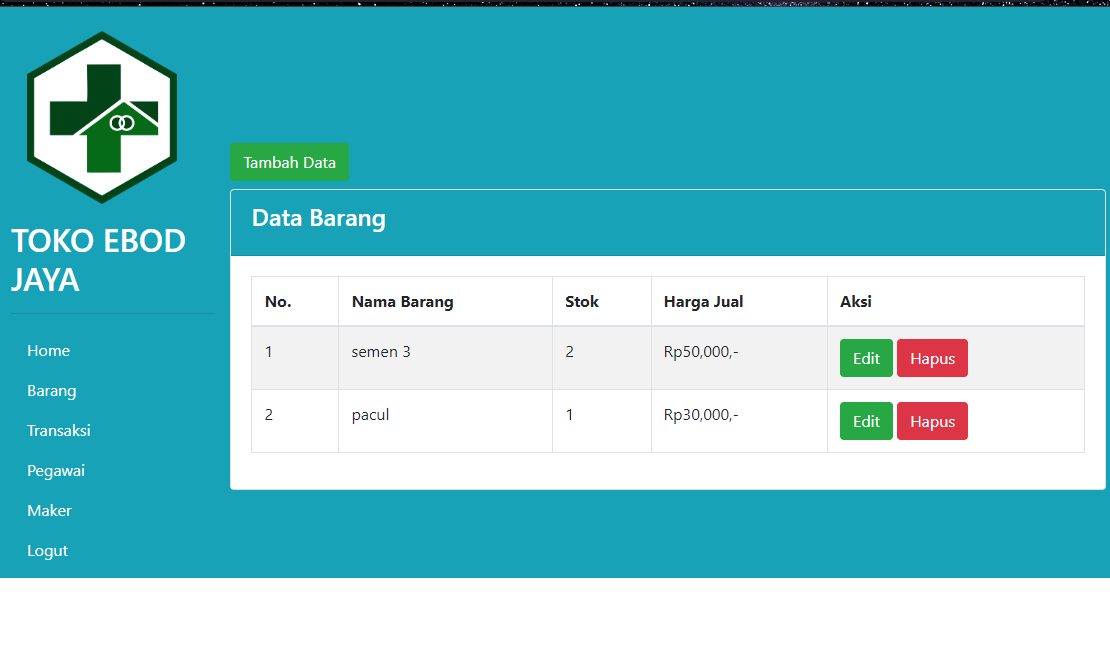 TOKO EBOD
JAYA
Home
Barang
Transaksi
Pegawai
Maker
Logut
Tambah Data
Data Barang
No. Nama Barang Stok Harga Jual Aksi
1 semen 3 2 Rp50,000,- Edit Hapus
2 pacul 1 Rp30,000,- Edit Hapus